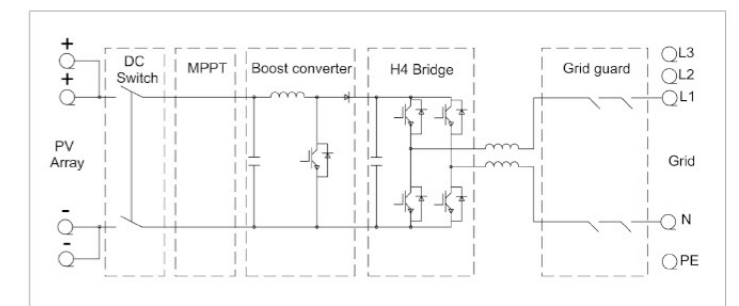 +
+
DC
Switch
MPPT
Boost converter
H4 Bridge
Grid guard
L3
L2
L1
PV
Array
Grid
-
-
N
PE